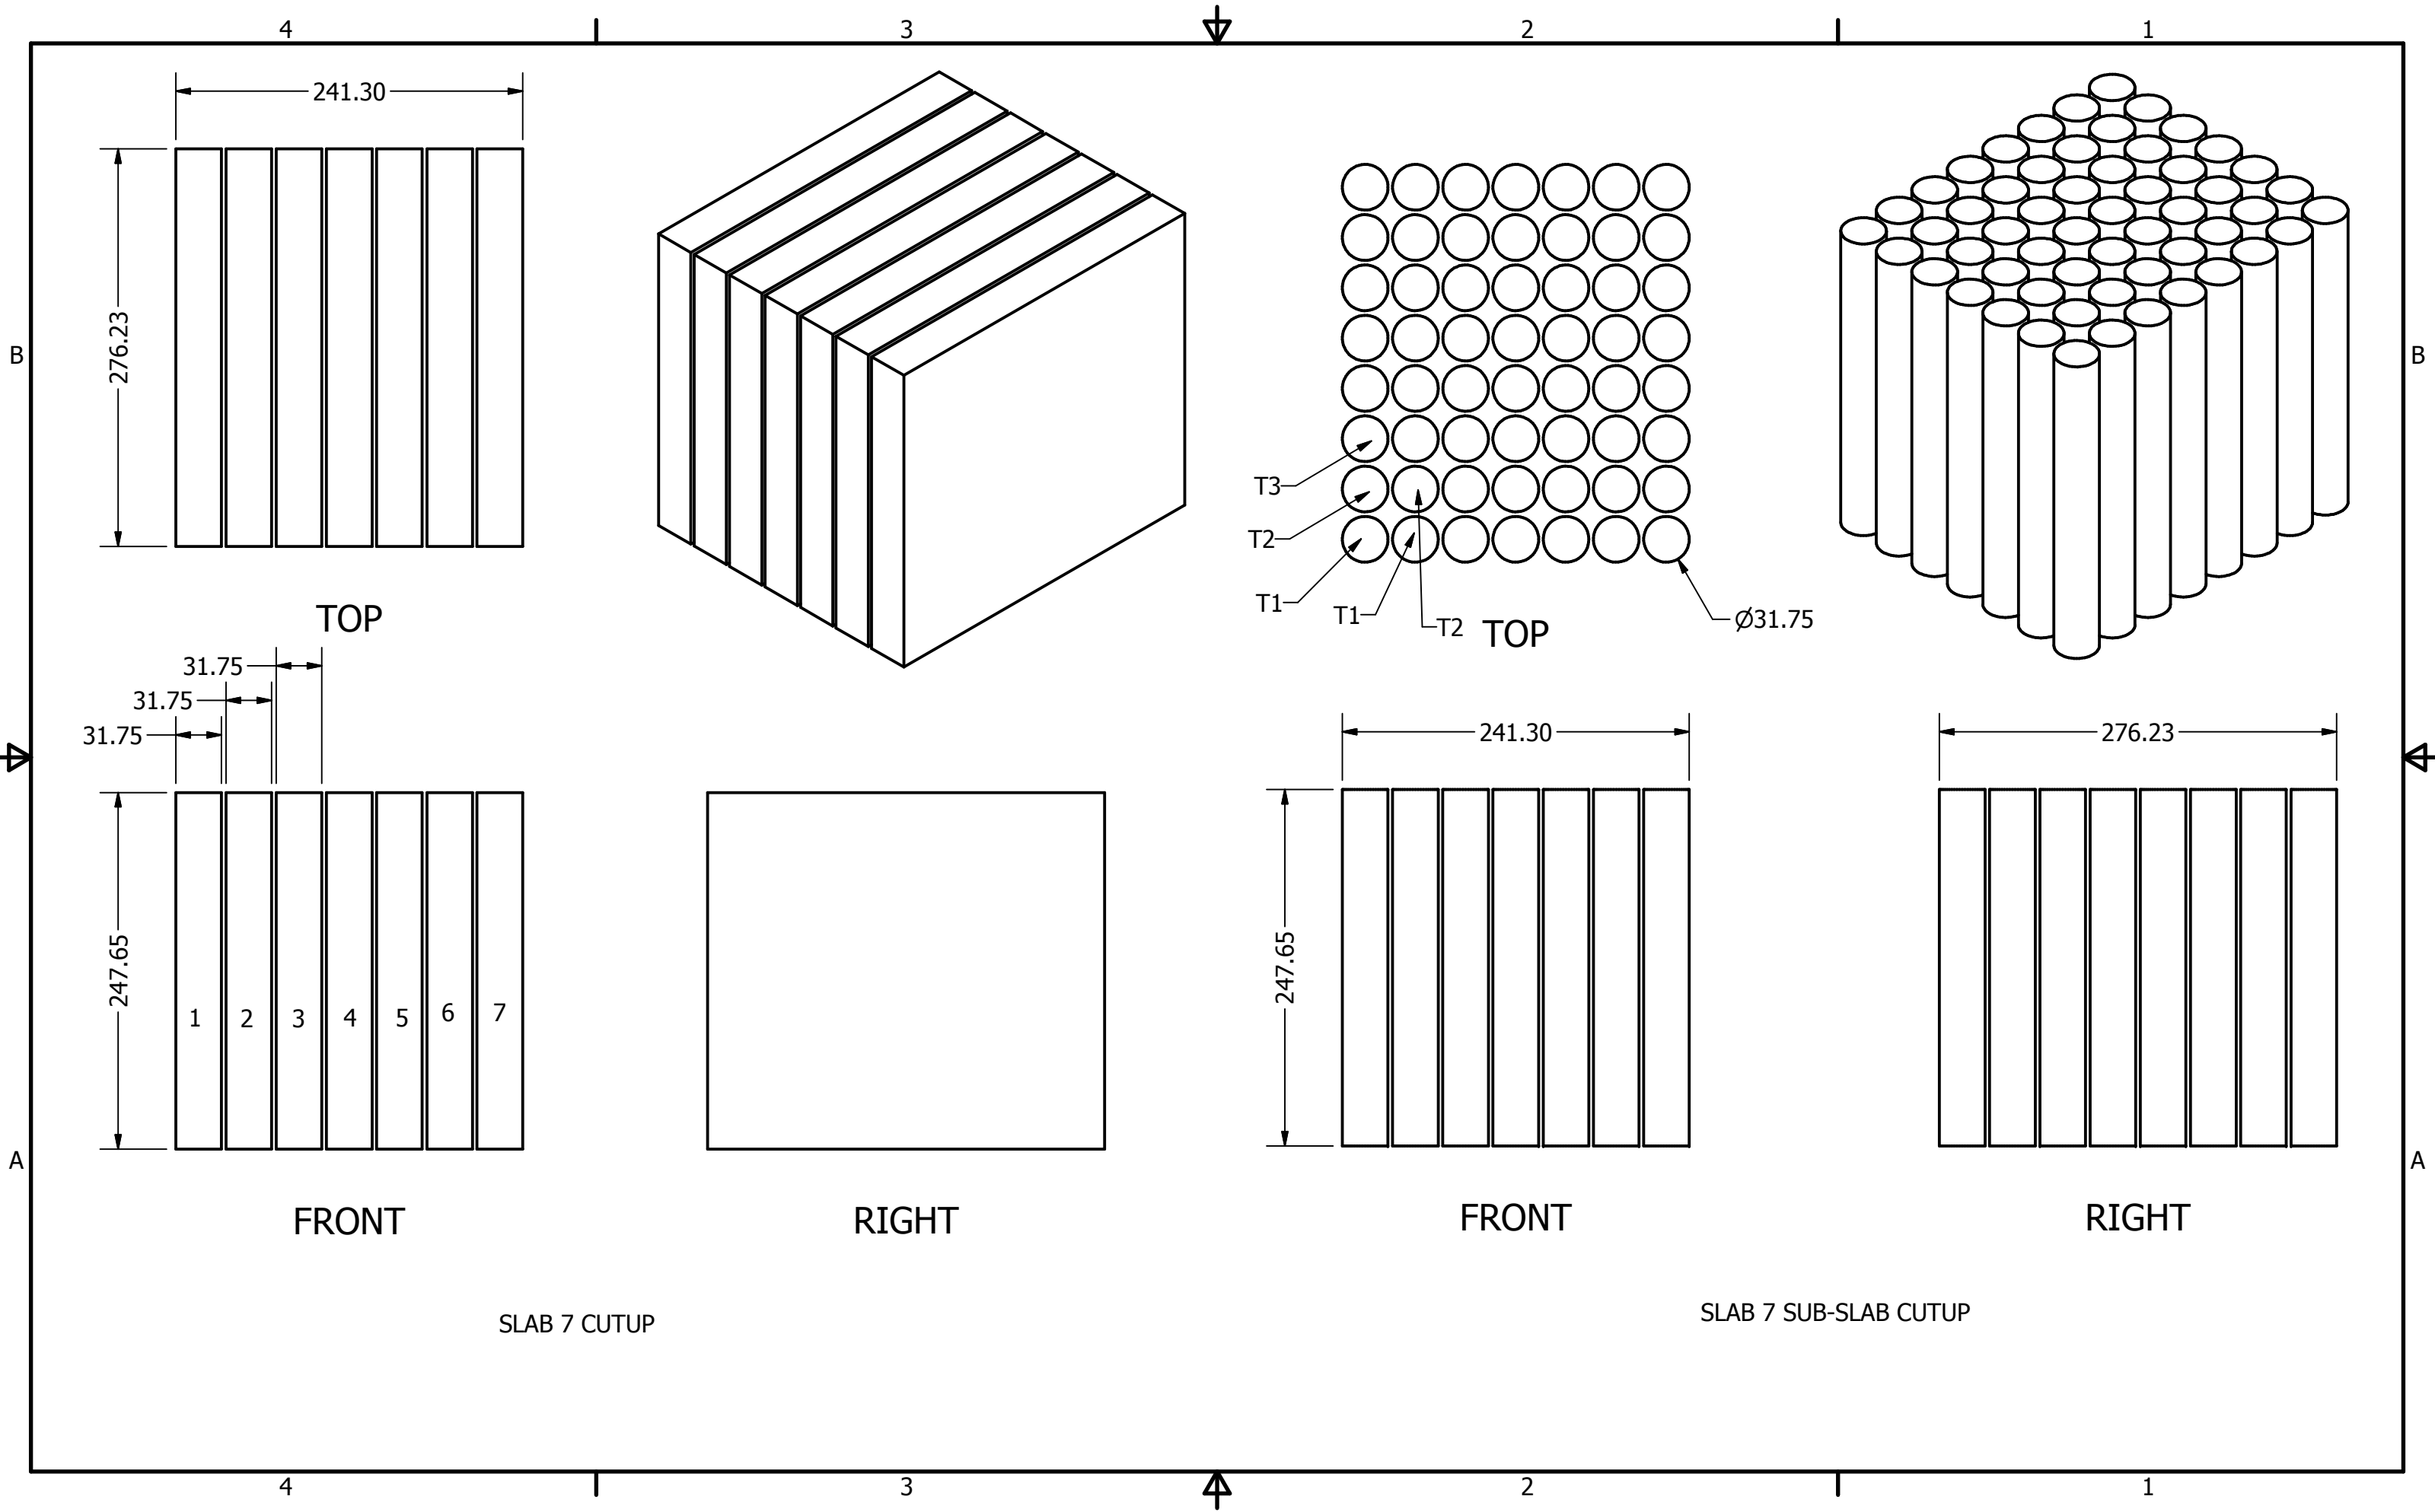 4 3 2 1
241.30
276.23
B B
T3
T2
T1 T1 T2
Ø31.75
TOP TOP
31.75
31.75
31.75
241.30 276.23
247.65 247.65
1 2 3 4 5 6 7
A A
FRONT RIGHT FRONT RIGHT
SLAB 7 CUTUP SLAB 7 SUB-SLAB CUTUP
4 3 2 1